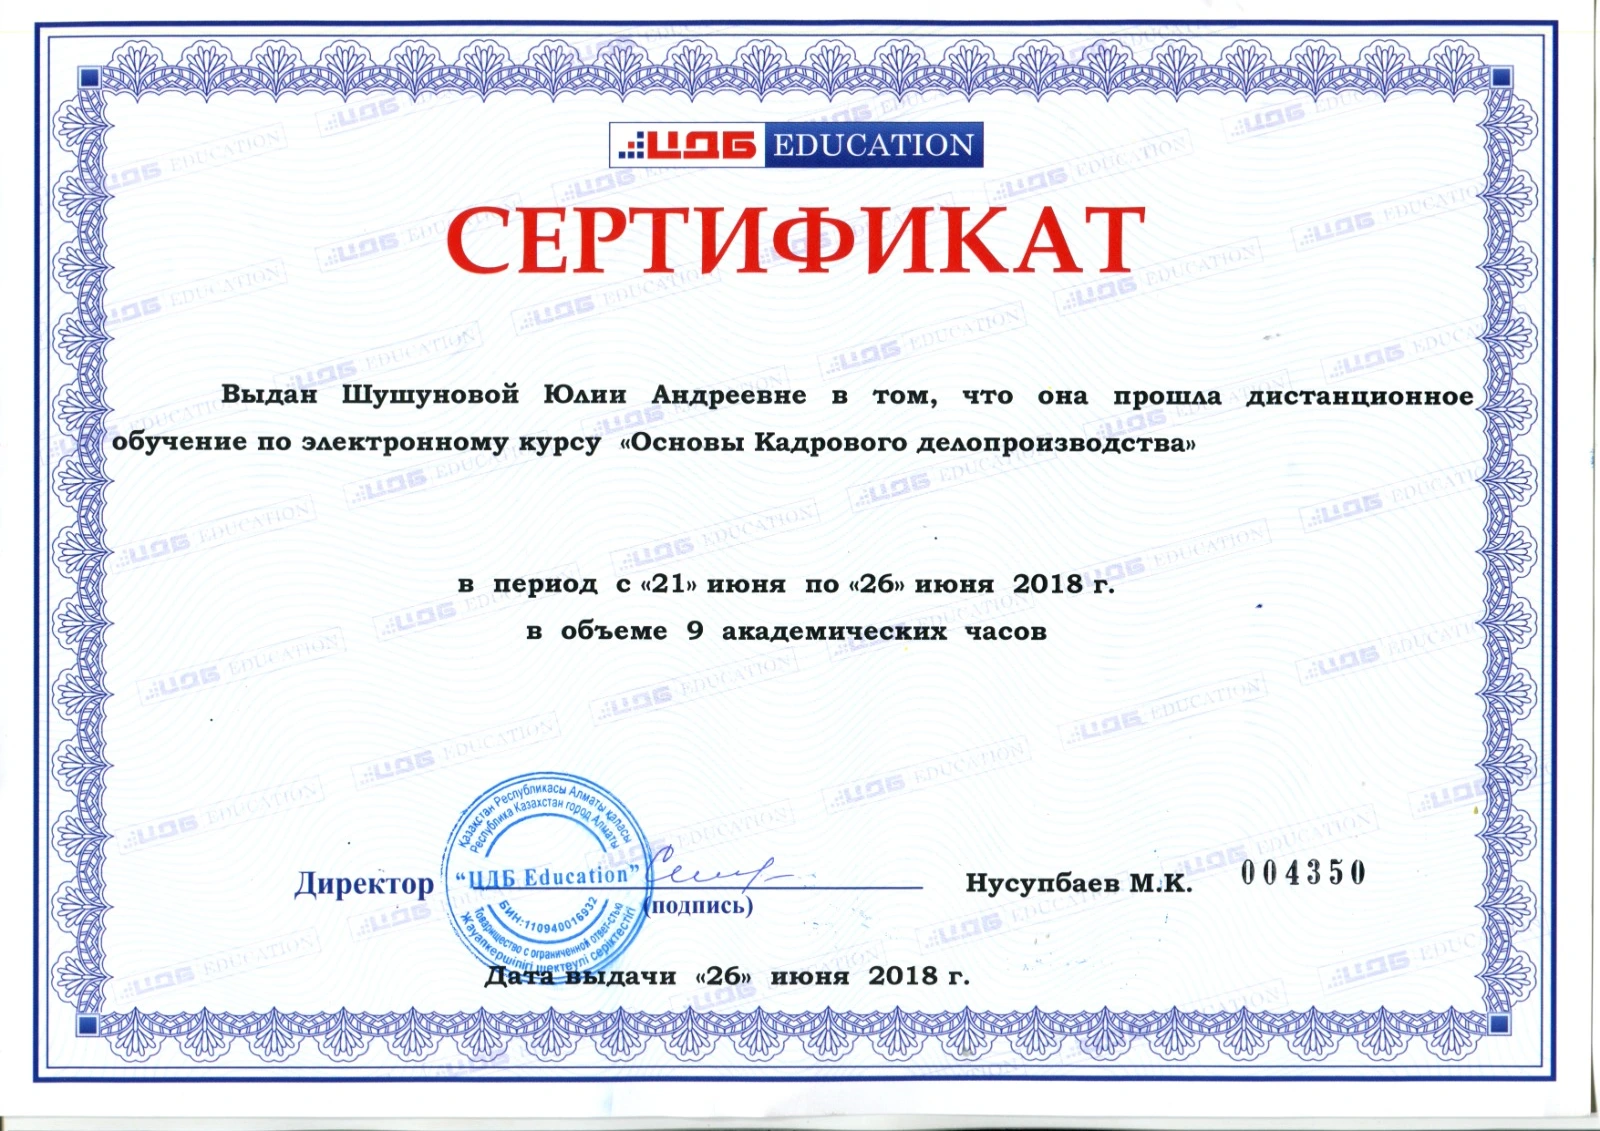 ЦДБ EDUCATION
СЕРТИФИКАТ
Выдан Шушуновой Юлии Андреевне в том, что она прошла дистанционное
обучение по электронному курсу «Основы Кадрового делопроизводства»
в период с «21» июня по «26» июня 2018 г.
в объеме 9 академических часов
Қазақстан Республикасы Алматы қаласы
Республика Казахстан город Алматы
Директор
"ЦДБ Education"
Нусупбаев М.К.
004350
(подпись)
БИН:110940016932
Товарищество с ограниченной ответ-стью
Жауапкершілігі шектеулі серіктестігі
Дата выдачи «26» июня 2018 г.